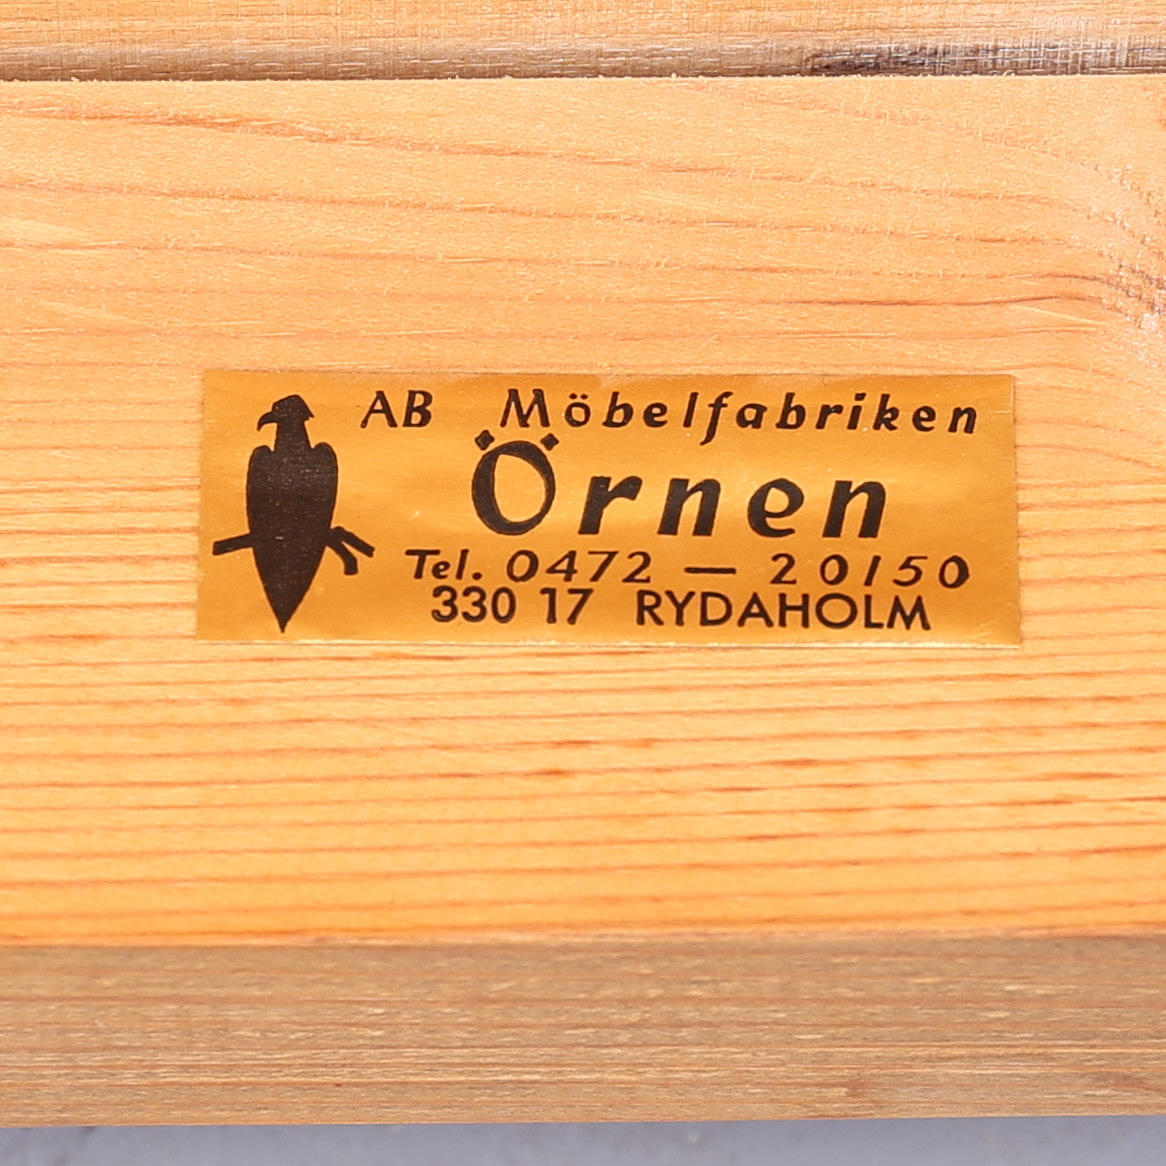 AB Möbelfabriken
Örnen
Tel. 0472 — 20150
330 17 RYDAHOLM